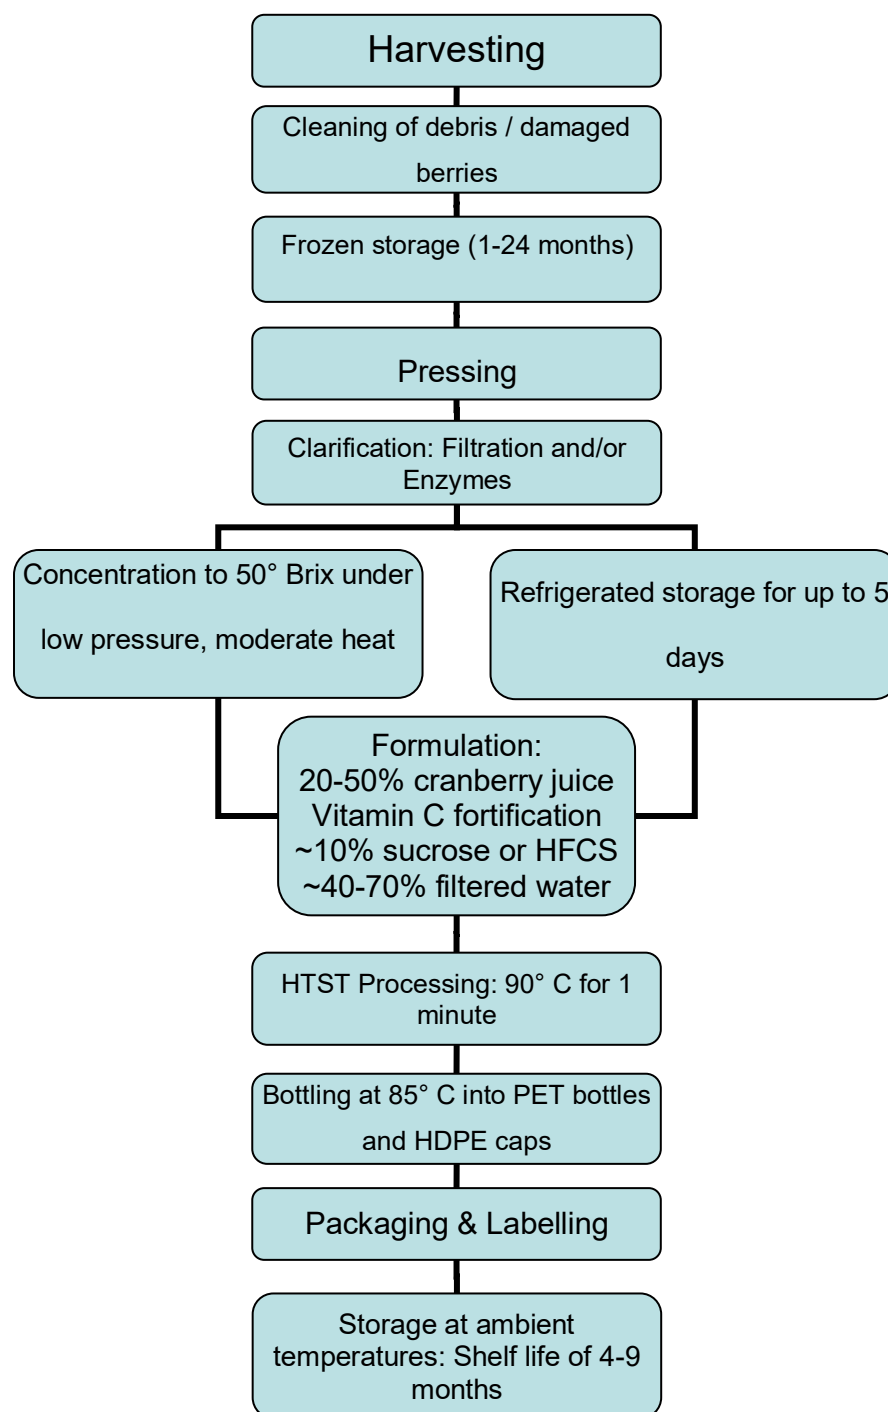 Harvesting
Cleaning of debris / damaged
berries
Frozen storage (1-24 months)
Pressing
Clarification: Filtration and/or
Enzymes
Concentration to 50° Brix under
low pressure, moderate heat
Refrigerated storage for up to 5
days
Formulation:
20-50% cranberry juice
Vitamin C fortification
~10% sucrose or HFCS
~40-70% filtered water
HTST Processing: 90° C for 1
minute
Bottling at 85° C into PET bottles
and HDPE caps
Packaging & Labelling
Storage at ambient
temperatures: Shelf life of 4-9
months